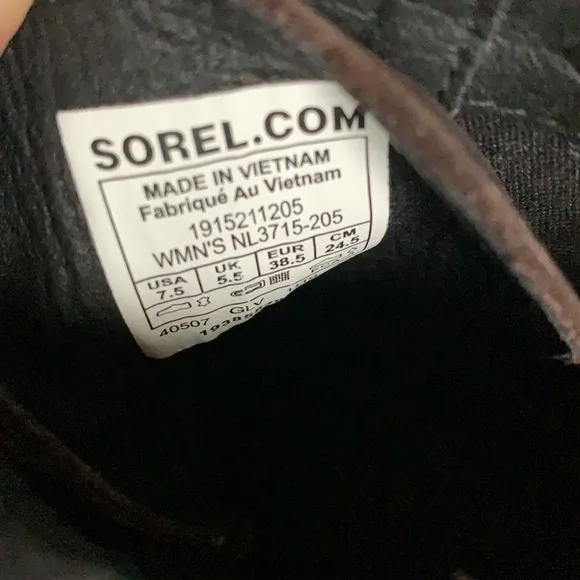 SOREL.COM
MADE IN VIETNAM
Fabriqué Au Vietnam
1915211205
WMN'S NL3715-205
USA UK EUR CM
7.5 5.5 38.5 24.5
40507 GLV